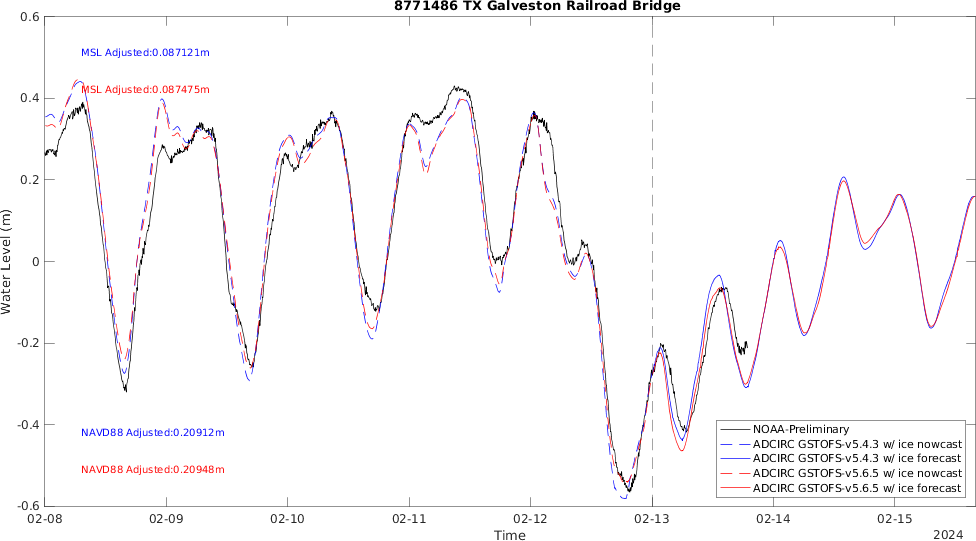 8771486 TX Galveston Railroad Bridge
0.6
MSL Adjusted:0.087121m
MSL Adjusted:0.087475m
0.4
0.2
0
-0.2
-0.4
-0.6
Water Level (m)
NAVD88 Adjusted:0.20912m
NAVD88 Adjusted:0.20948m
NOAA-Preliminary
ADCIRC GSTOFS-v5.4.3 w/ ice nowcast
ADCIRC GSTOFS-v5.4.3 w/ ice forecast
ADCIRC GSTOFS-v5.6.5 w/ ice nowcast
ADCIRC GSTOFS-v5.6.5 w/ ice forecast
02-08 02-09 02-10 02-11 02-12 02-13 02-14 02-15
Time
2024